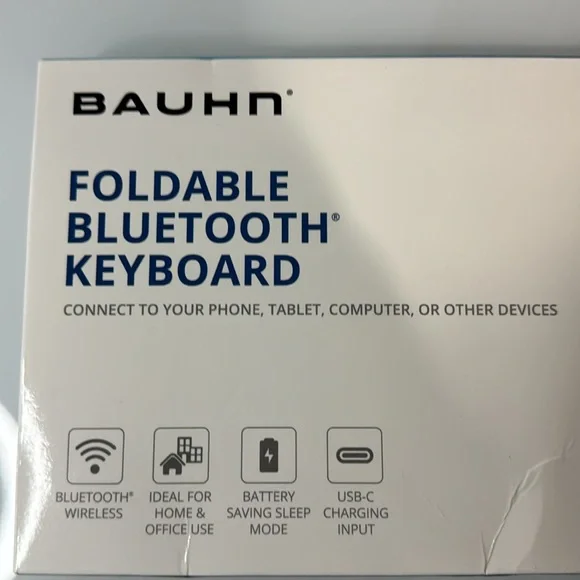 BAUHN®
FOLDABLE
BLUETOOTH®
KEYBOARD
CONNECT TO YOUR PHONE, TABLET, COMPUTER, OR OTHER DEVICES
BLUETOOTH®
WIRELESS
IDEAL FOR
HOME &
OFFICE USE
BATTERY
SAVING SLEEP
MODE
USB-C
CHARGING
INPUT